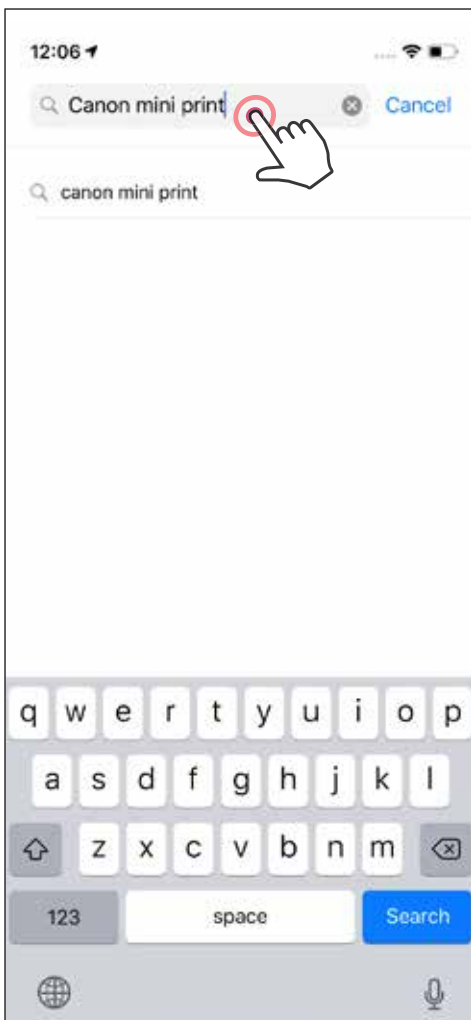 12:06
Canon mini print Cancel
canon mini print
q w e r t y u i o p
a s d f g h j k l
z x c v b n m
123 space Search